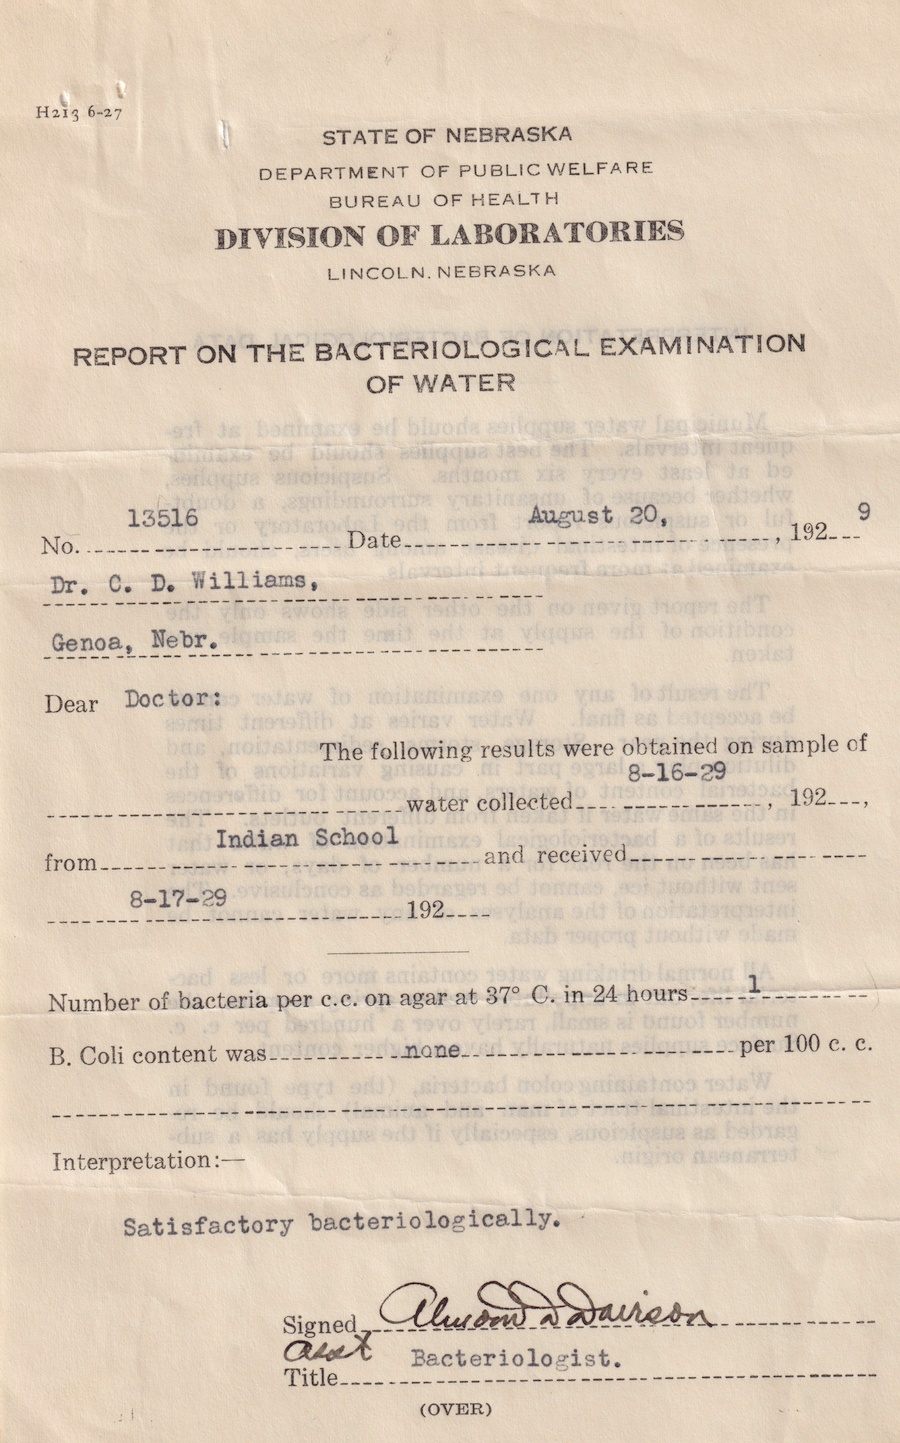 H213 6-27
STATE OF NEBRASKA
DEPARTMENT OF PUBLIC WELFARE
BUREAU OF HEALTH
DIVISION OF LABORATORIES
LINCOLN, NEBRASKA
REPORT ON THE BACTERIOLOGICAL EXAMINATION
OF WATER
No. 13516 Date August 20, , 192 9
Dr. C. D. Williams,
Genoa, Nebr.
Dear Doctor:
The following results were obtained on sample of
water collected 8-16-29 , 192 ,
from Indian School and received
8-17-29 192
Number of bacteria per c.c. on agar at 37° C. in 24 hours 1
B. Coli content was none per 100 c. c.
Interpretation:—
Satisfactory bacteriologically.
Signed D Davison
Asst Bacteriologist.
Title
(OVER)